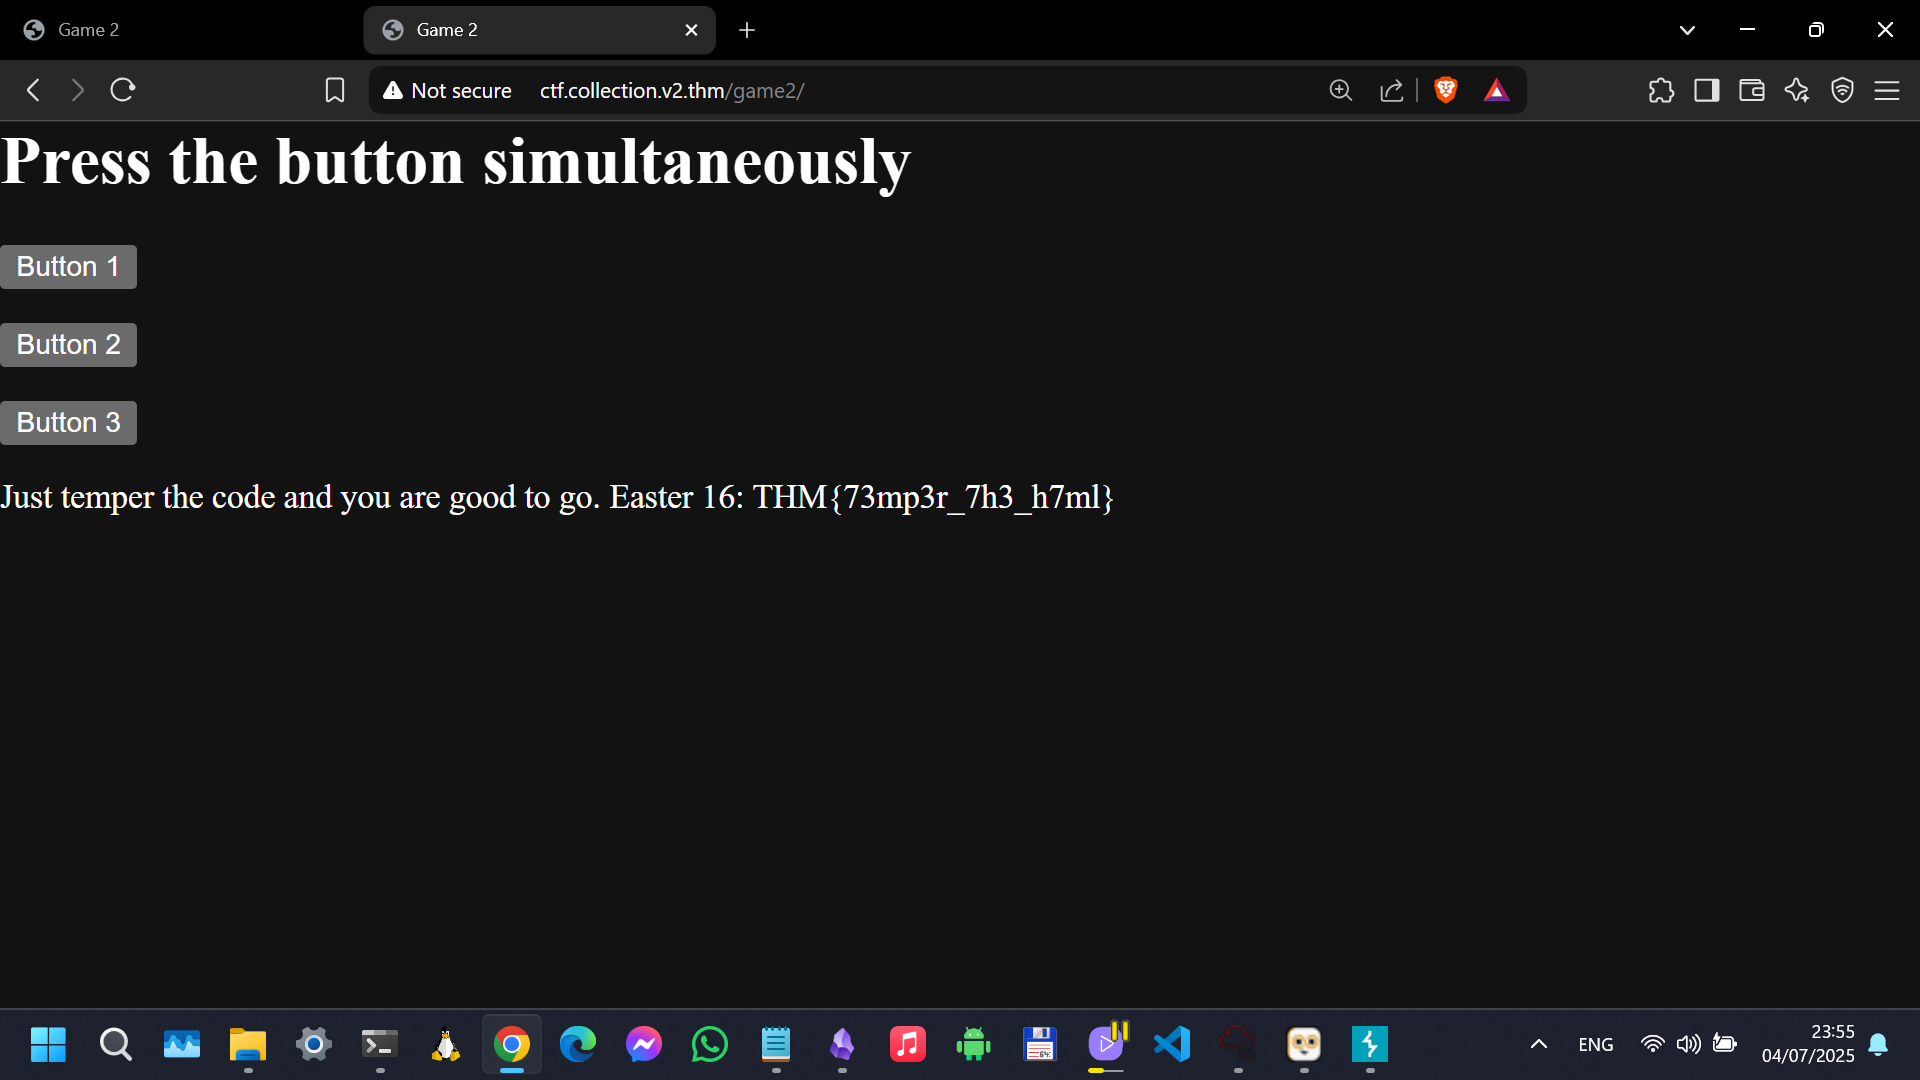 Game 2
Game 2
Not secure ctf.collection.v2.thm/game2/
Press the button simultaneously
Button 1
Button 2
Button 3
Just temper the code and you are good to go. Easter 16: THM{73mp3r_7h3_h7ml}
64
ENG
23:55
04/07/2025